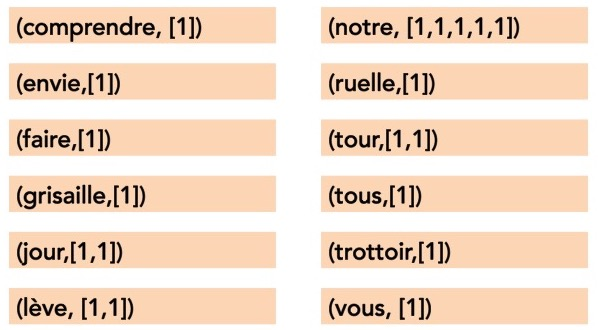 (comprendre, [1])
(envie,[1])
(faire,[1])
(grisaille,[1])
(jour,[1,1])
(lève, [1,1])
(notre, [1,1,1,1,1])
(ruelle,[1])
(tour,[1,1])
(tous,[1])
(trottoir,[1])
(vous, [1])